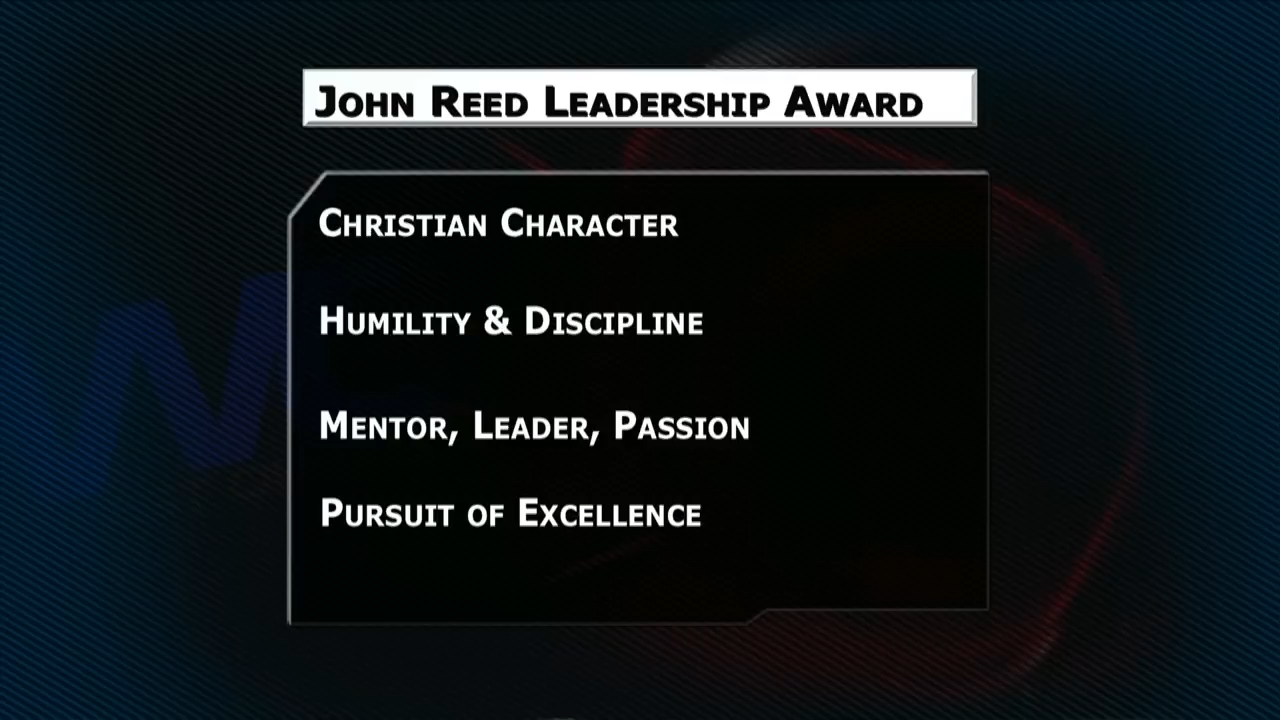 John Reed Leadership Award
Christian Character
Humility & Discipline
Mentor, Leader, Passion
Pursuit of Excellence